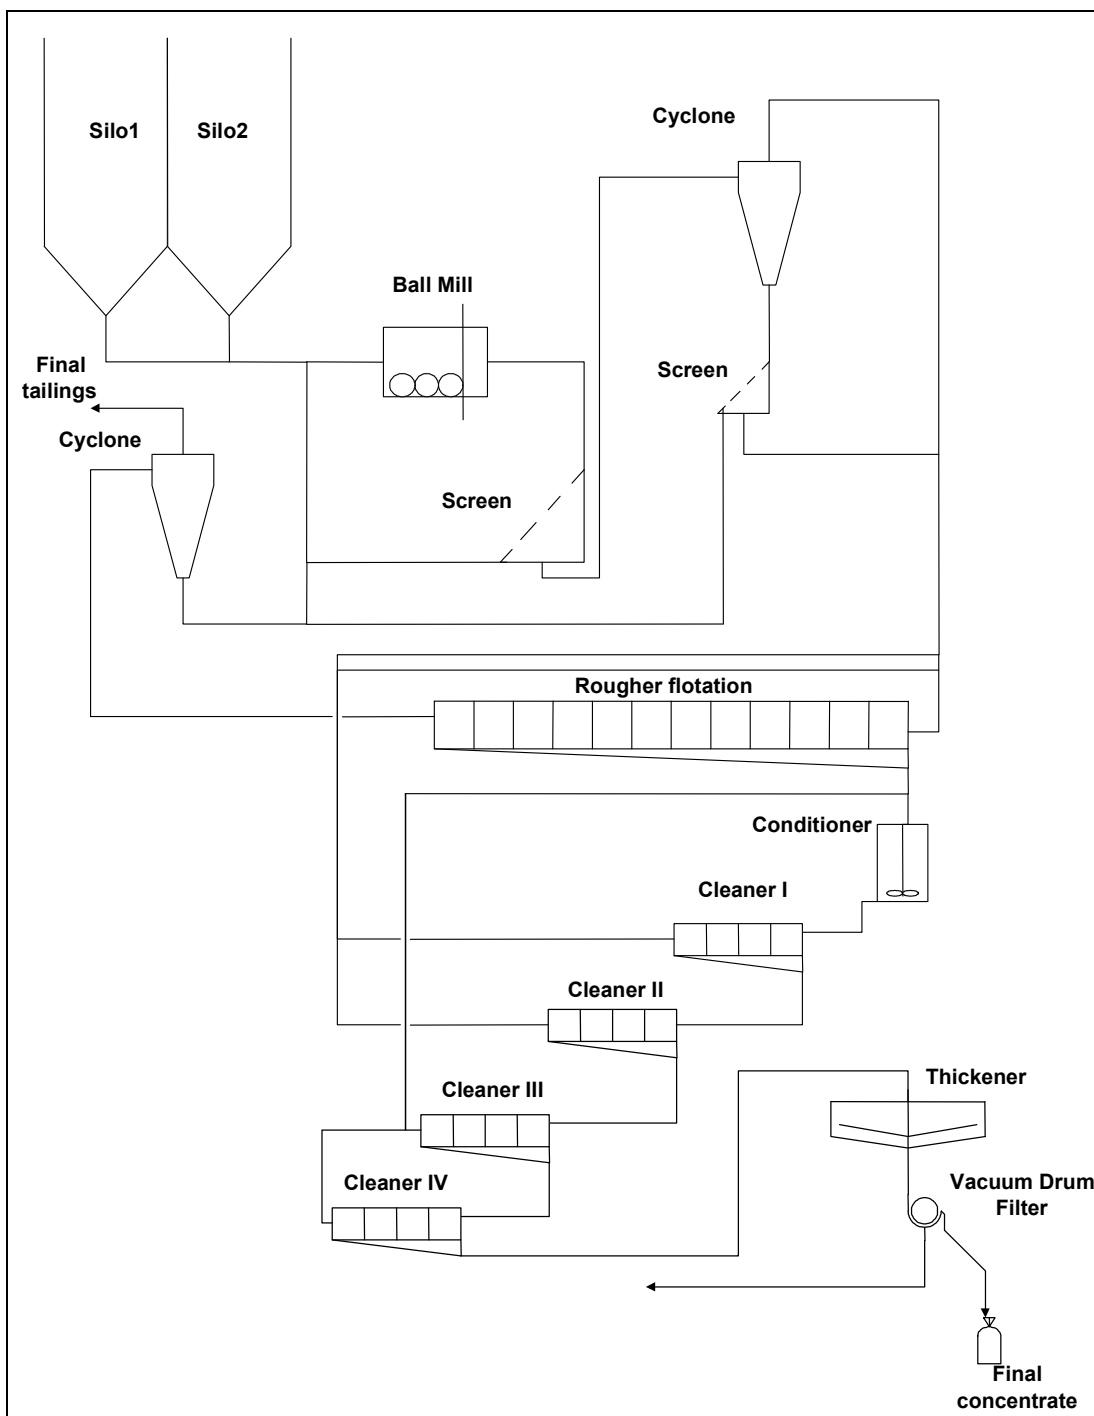 Cyclone
Silo1
Silo2
Ball Mill
Final
tailings
Screen
Cyclone
Screen
Rougher flotation
Conditioner
Cleaner I
Cleaner II
Thickener
Cleaner III
Cleaner IV
Vacuum Drum
Filter
Final
concentrate